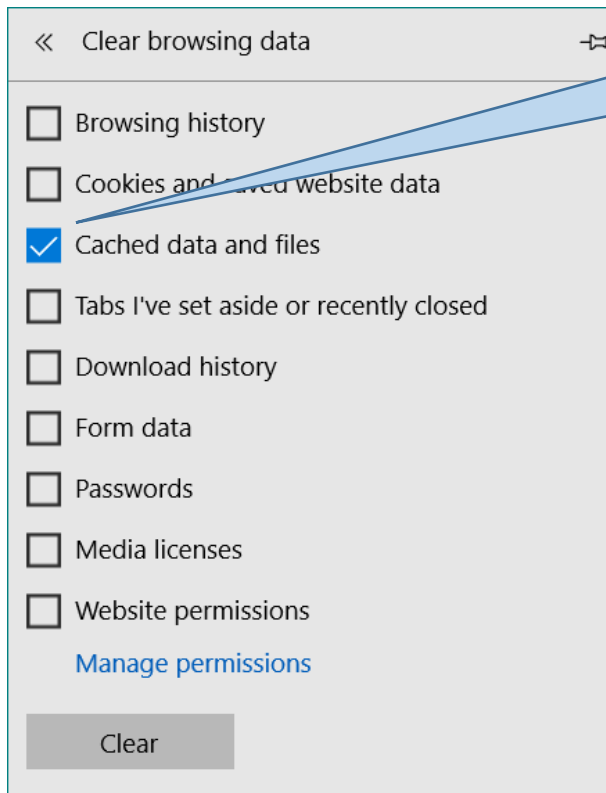 Clear browsing data
Browsing history
Cookies and saved website data
Cached data and files
Tabs I've set aside or recently closed
Download history
Form data
Passwords
Media licenses
Website permissions
Manage permissions
Clear